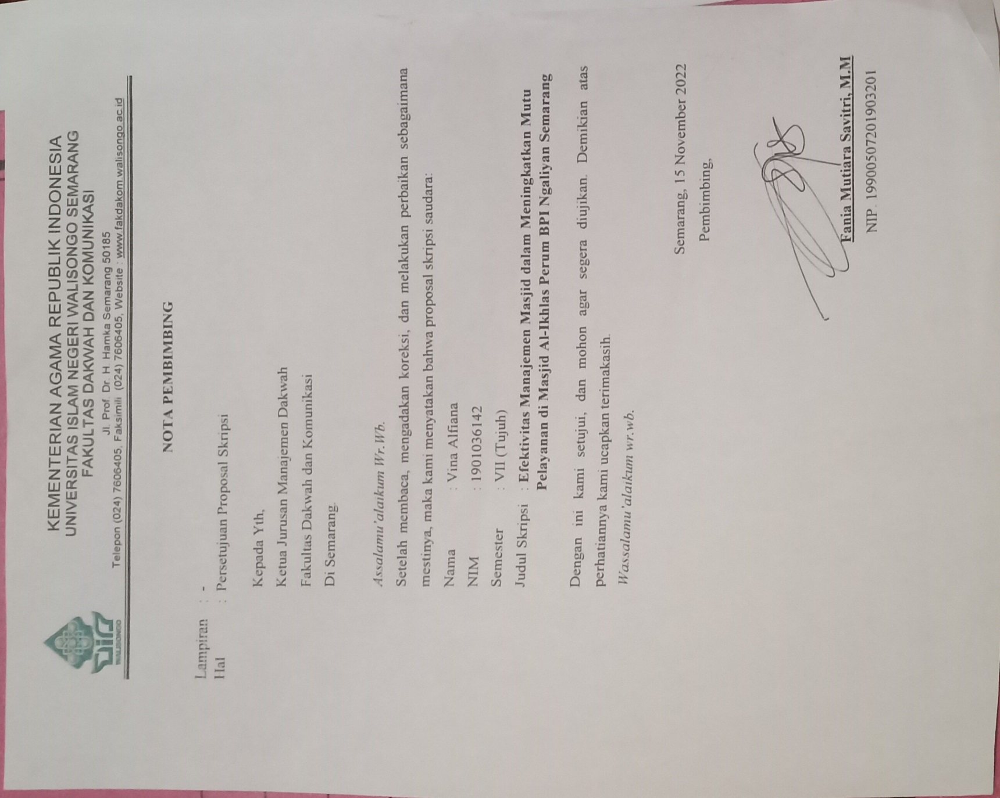 KEMENTERIAN AGAMA REPUBLIK INDONESIA
UNIVERSITAS ISLAM NEGERI WALISONGO SEMARANG
FAKULTAS DAKWAH DAN KOMUNIKASI
Jl. Prof. Dr. H. Hamka Semarang 50185
Telepon (024) 7606405, Faksimili (024) 7606405, Website : www.fakdakom.walisongo.ac.id
WALISONGO
NOTA PEMBIMBING
Lampiran : -
Hal : Persetujuan Proposal Skripsi
Kepada Yth,
Ketua Jurusan Manajemen Dakwah
Fakultas Dakwah dan Komunikasi
Di Semarang.
Assalamu'alaikum Wr.Wb.
Setelah membaca, mengadakan koreksi, dan melakukan perbaikan sebagaimana
mestinya, maka kami menyatakan bahwa proposal skripsi saudara:
Nama : Vina Alfiana
NIM : 1901036142
Semester : VII (Tujuh)
Judul Skripsi : Efektivitas Manajemen Masjid dalam Meningkatkan Mutu
Pelayanan di Masjid Al-Ikhlas Perum BPI Ngaliyan Semarang
Dengan ini kami setujui, dan mohon agar segera diujikan. Demikian atas
perhatiannya kami ucapkan terimakasih.
Wassalamu'alaikum wr.wb.
Semarang, 15 November 2022
Pembimbing,
Fania Mutiara Savitri, M.M
NIP. 19900507201903201